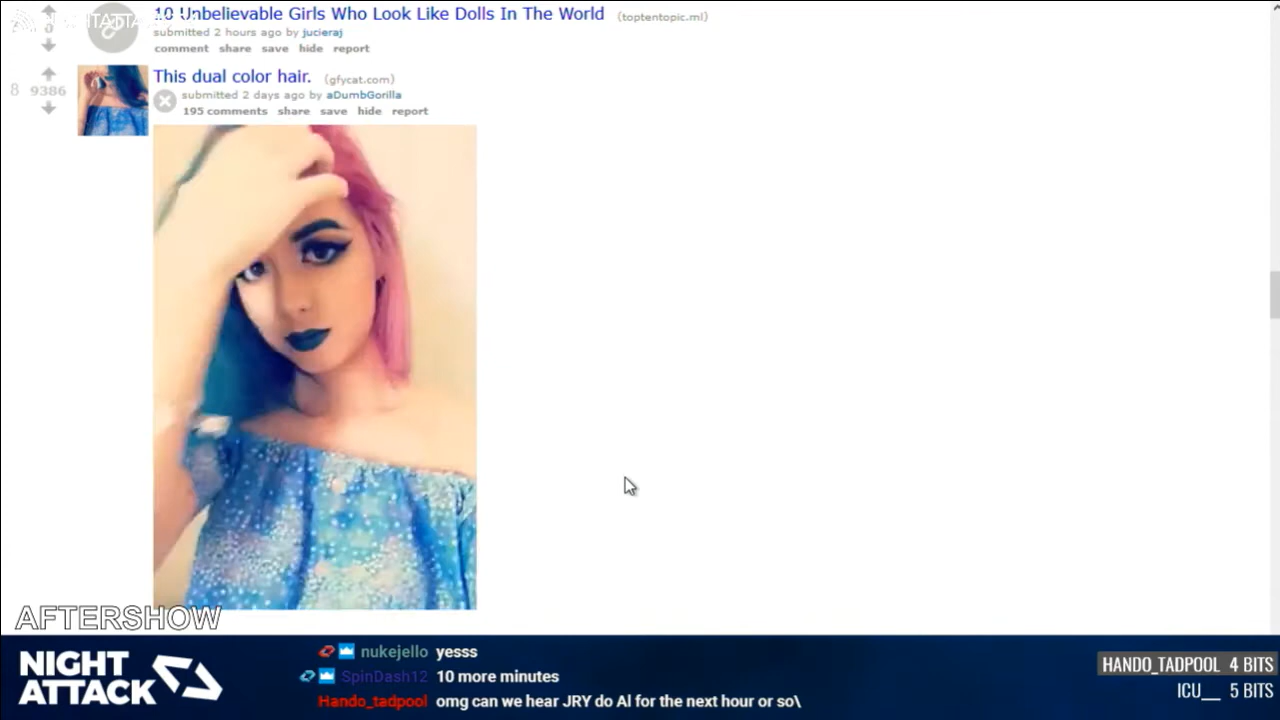 10 Unbelievable Girls Who Look Like Dolls In The World (toptentopic.ml)
submitted 2 hours ago by jucieraj
comment share save hide report
This dual color hair. (gfycat.com)
8 9386
submitted 2 days ago by aDumbGorilla
195 comments share save hide report
AFTERSHOW
NIGHT
ATTACK
nukejello yesss
SpinDash12 10 more minutes
Hando_tadpool omg can we hear JRY do Al for the next hour or so\
HANDO_TADPOOL 4 BITS
ICU__ 5 BITS